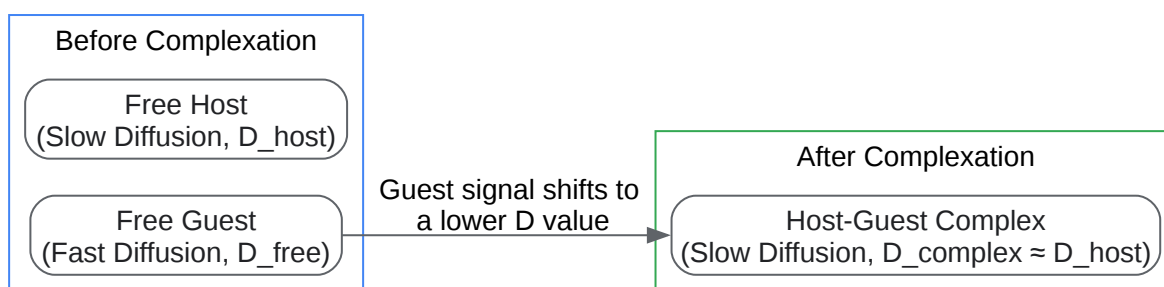 Before Complexation
Free Host
(Slow Diffusion, D_host)
Free Guest
(Fast Diffusion, D_free)
Guest signal shifts to
a lower D value
After Complexation
Host-Guest Complex
(Slow Diffusion, D_complex ≈ D_host)